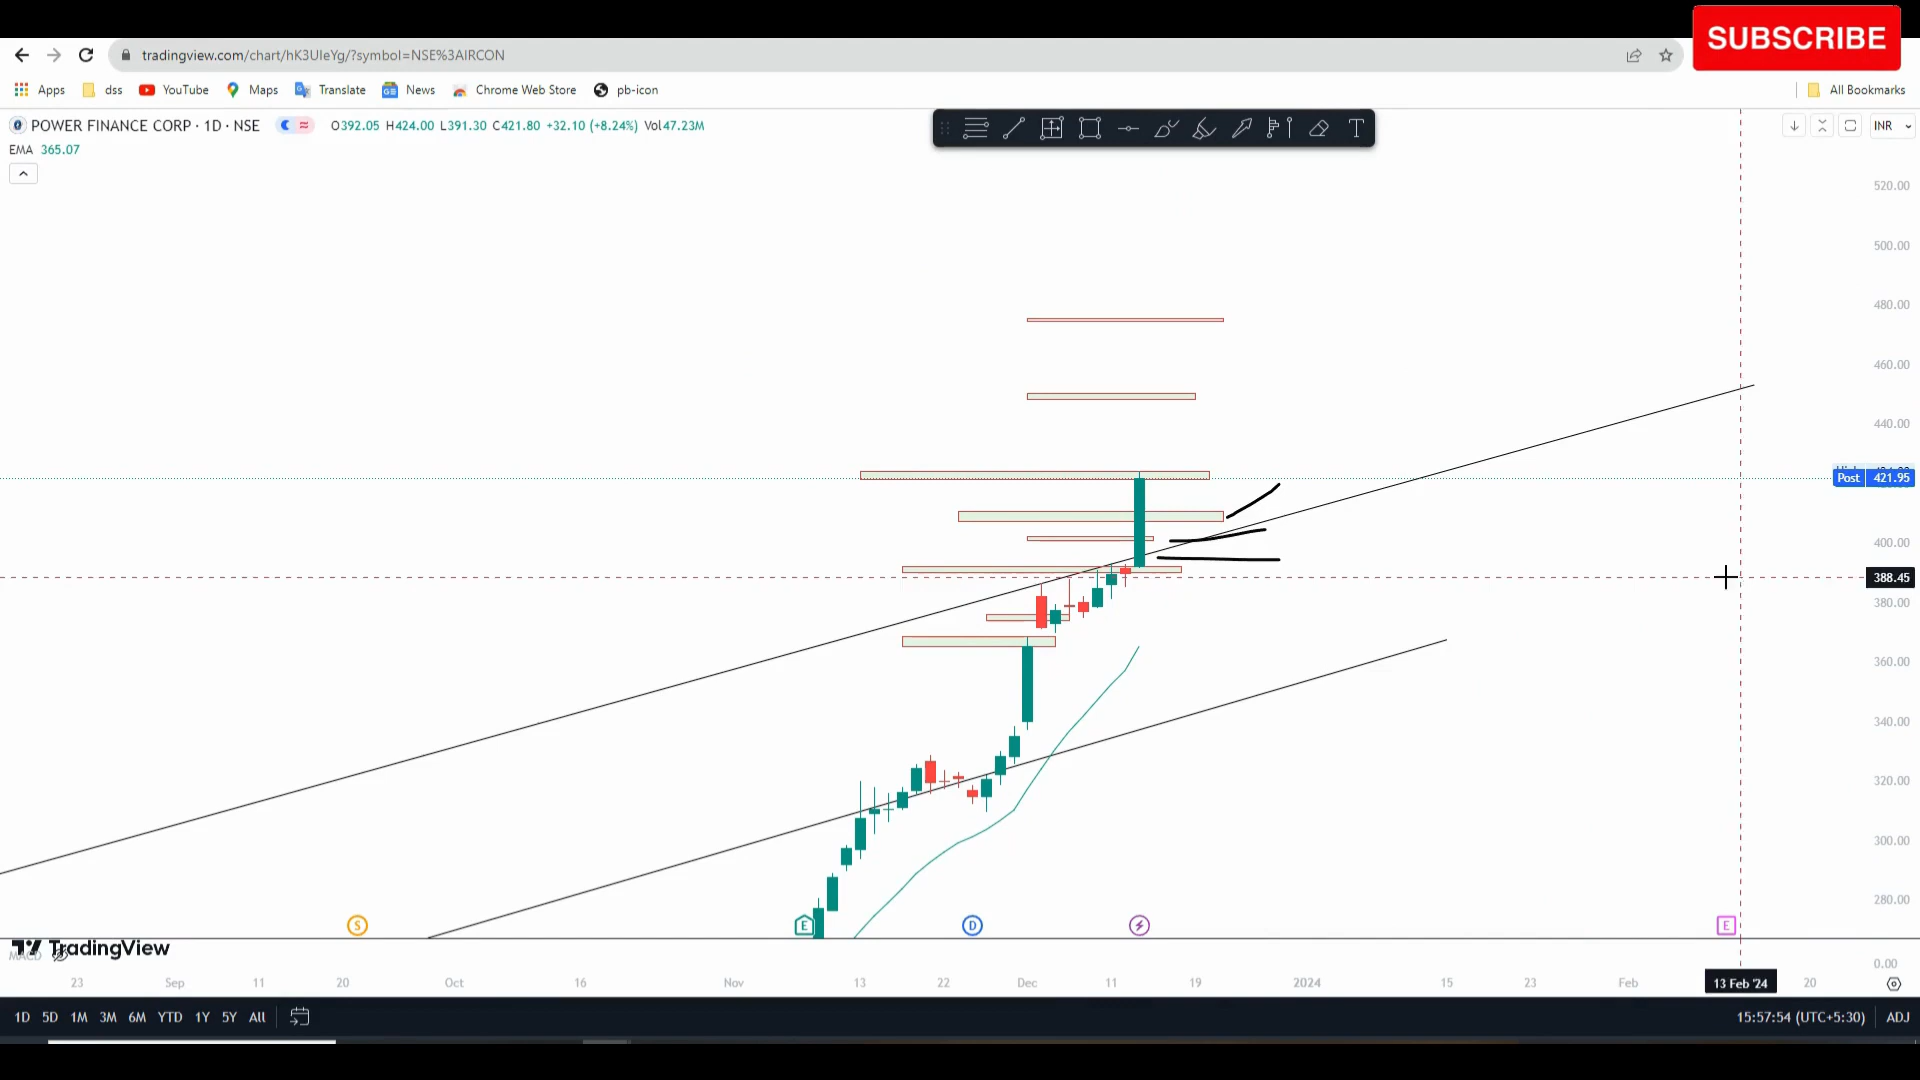 SUBSCRIBE
tradingview.com/chart/hK3UIeYg/?symbol=NSE%3AIRCON
Apps dss YouTube Maps Translate News Chrome Web Store pb-icon All Bookmarks
POWER FINANCE CORP · 1D · NSE O392.05 H424.00 L391.30 C421.80 +32.10 (+8.24%) Vol47.23M INR
EMA 365.07
520.00
500.00
480.00
460.00
440.00
Post 421.95
400.00
388.45
380.00
360.00
340.00
320.00
300.00
280.00
S E D E
TradingView
MACD
0.00
23 Sep 11 20 Oct 16 Nov 13 22 Dec 11 19 2024 15 23 Feb 13 Feb '24 20
1D 5D 1M 3M 6M YTD 1Y 5Y All 15:57:54 (UTC+5:30) ADJ